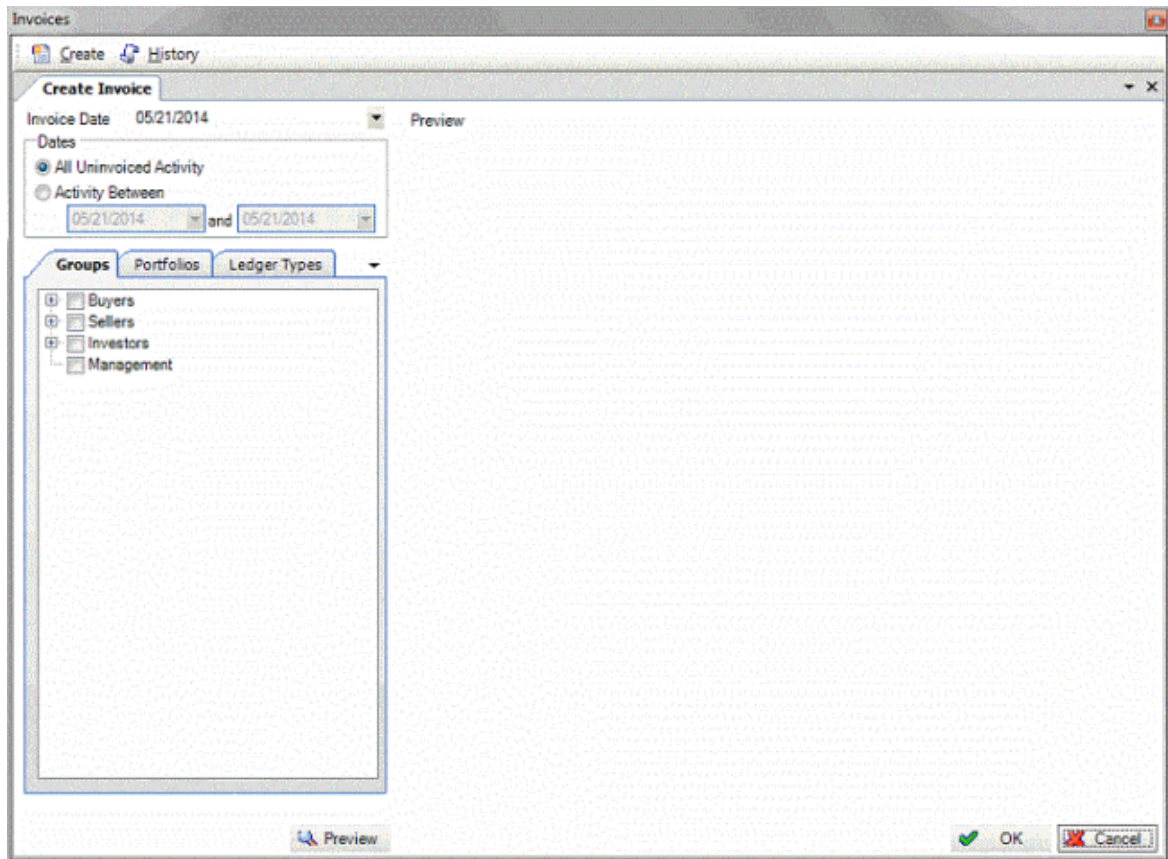 Invoices
Create History
Create Invoice
Invoice Date 05/21/2014
Preview
Dates
All Uninvoiced Activity
Activity Between
05/21/2014 and 05/21/2014
Groups Portfolios Ledger Types
Buyers
Sellers
Investors
Management
Preview OK Cancel